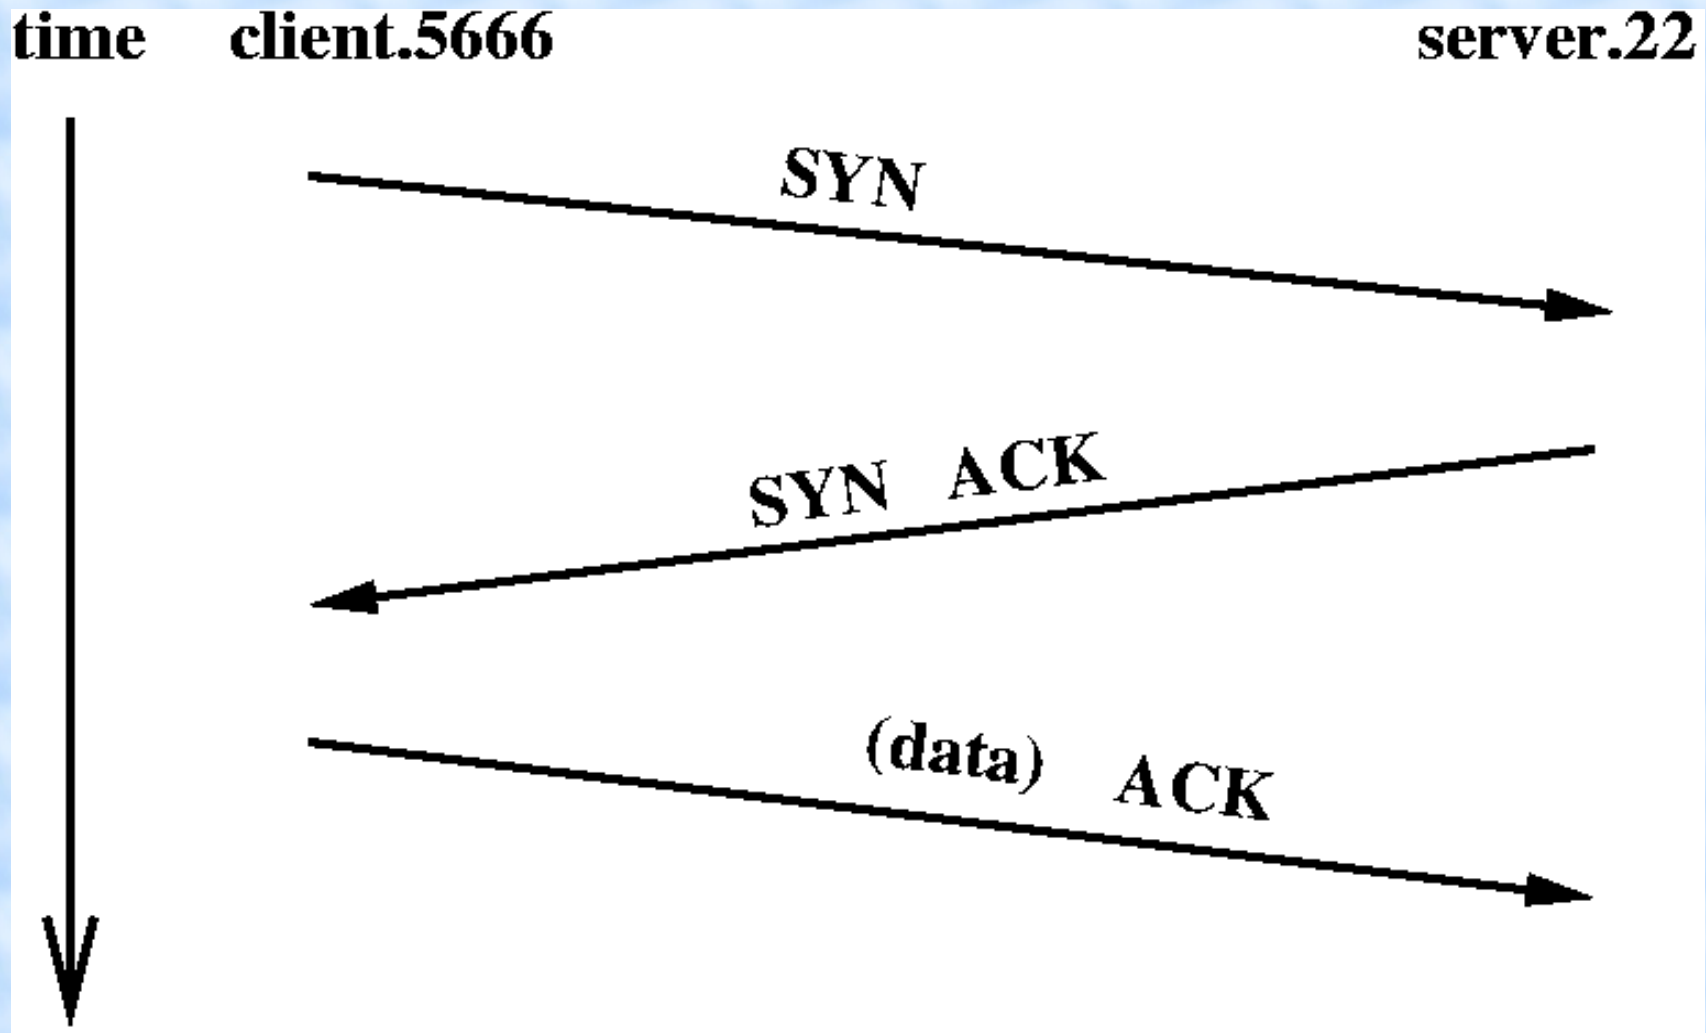 time client.5666 server.22
SYN
SYN ACK
(data) ACK